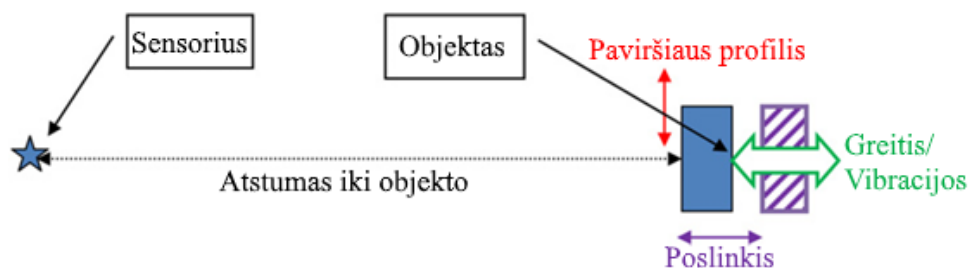 Sensorius
Objektas
Paviršiaus profilis
Atstumas iki objekto
Greitis/
Vibracijos
Poslinkis